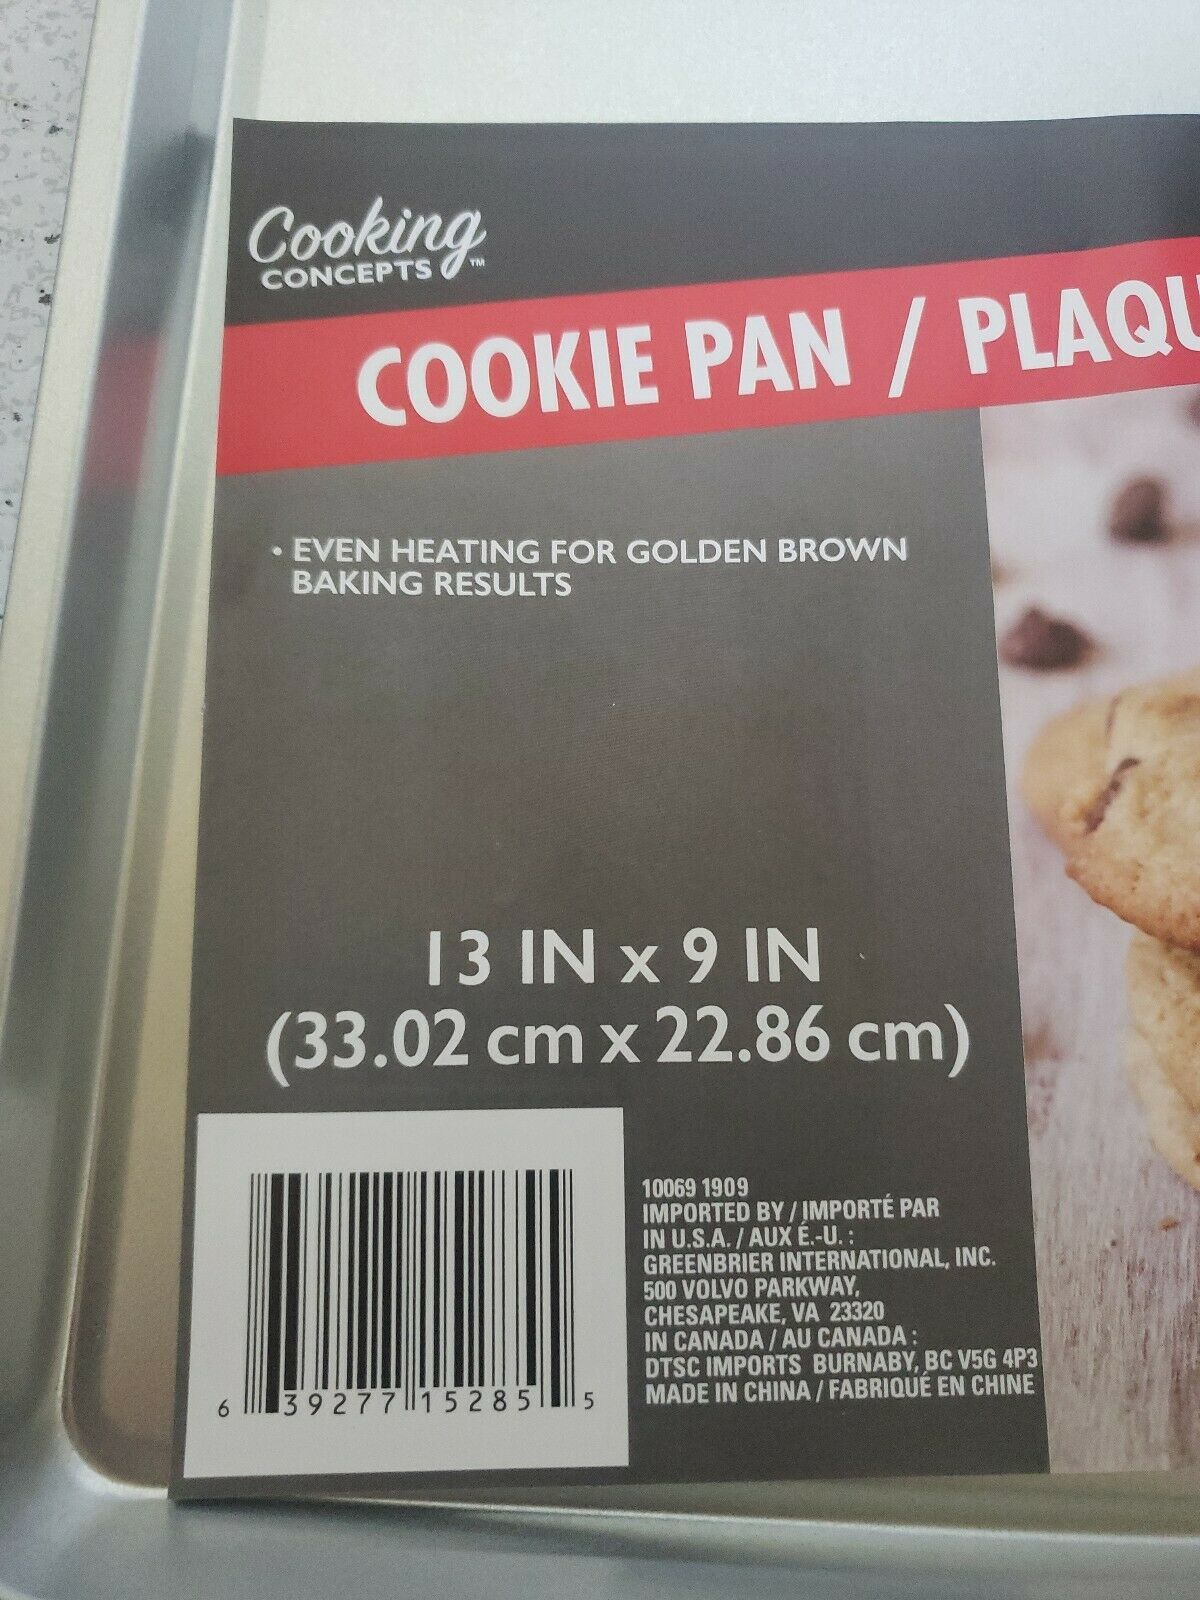 Cooking
CONCEPTS™
COOKIE PAN / PLAQU
• EVEN HEATING FOR GOLDEN BROWN
BAKING RESULTS
13 IN x 9 IN
(33.02 cm x 22.86 cm)
6 39277 15285 5
10069 1909
IMPORTED BY / IMPORTÉ PAR
IN U.S.A. / AUX É.-U. :
GREENBRIER INTERNATIONAL, INC.
500 VOLVO PARKWAY,
CHESAPEAKE, VA 23320
IN CANADA / AU CANADA :
DTSC IMPORTS BURNABY, BC V5G 4P3
MADE IN CHINA / FABRIQUÉ EN CHINE